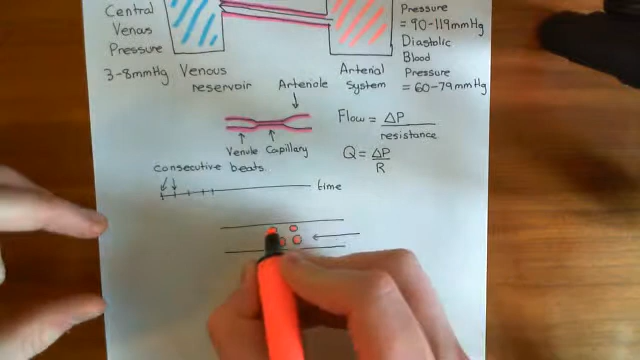 Central
Venous
Pressure
3-8mmHg
Venous
reservoir
Arteriole
Arterial
System
Pressure
= 90-119mmHg
Diastolic
Blood
Pressure
= 60-79mmHg
Venule Capillary
Flow = ΔP
resistance
Q = ΔP
R
consecutive beats
time